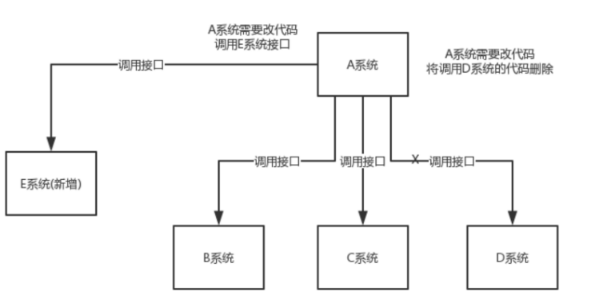 A系统需要改代码
调用E系统接口
A系统
A系统需要改代码
将调用D系统的代码删除
调用接口
E系统(新增)
调用接口
调用接口
X
调用接口
B系统
C系统
D系统